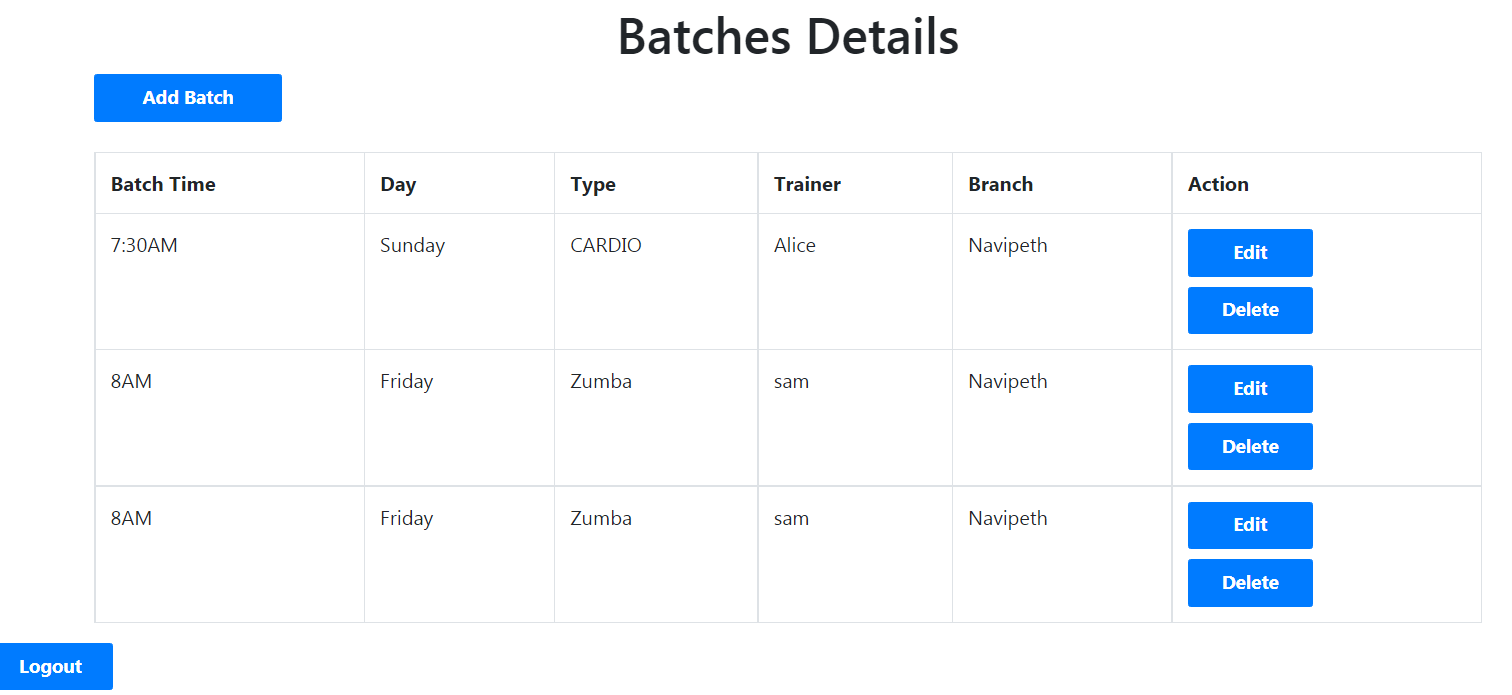 Batches Details
Add Batch
Batch Time Day Type Trainer Branch Action
7:30AM Sunday CARDIO Alice Navipeth Edit
Delete
8AM Friday Zumba sam Navipeth Edit
Delete
8AM Friday Zumba sam Navipeth Edit
Delete
Logout